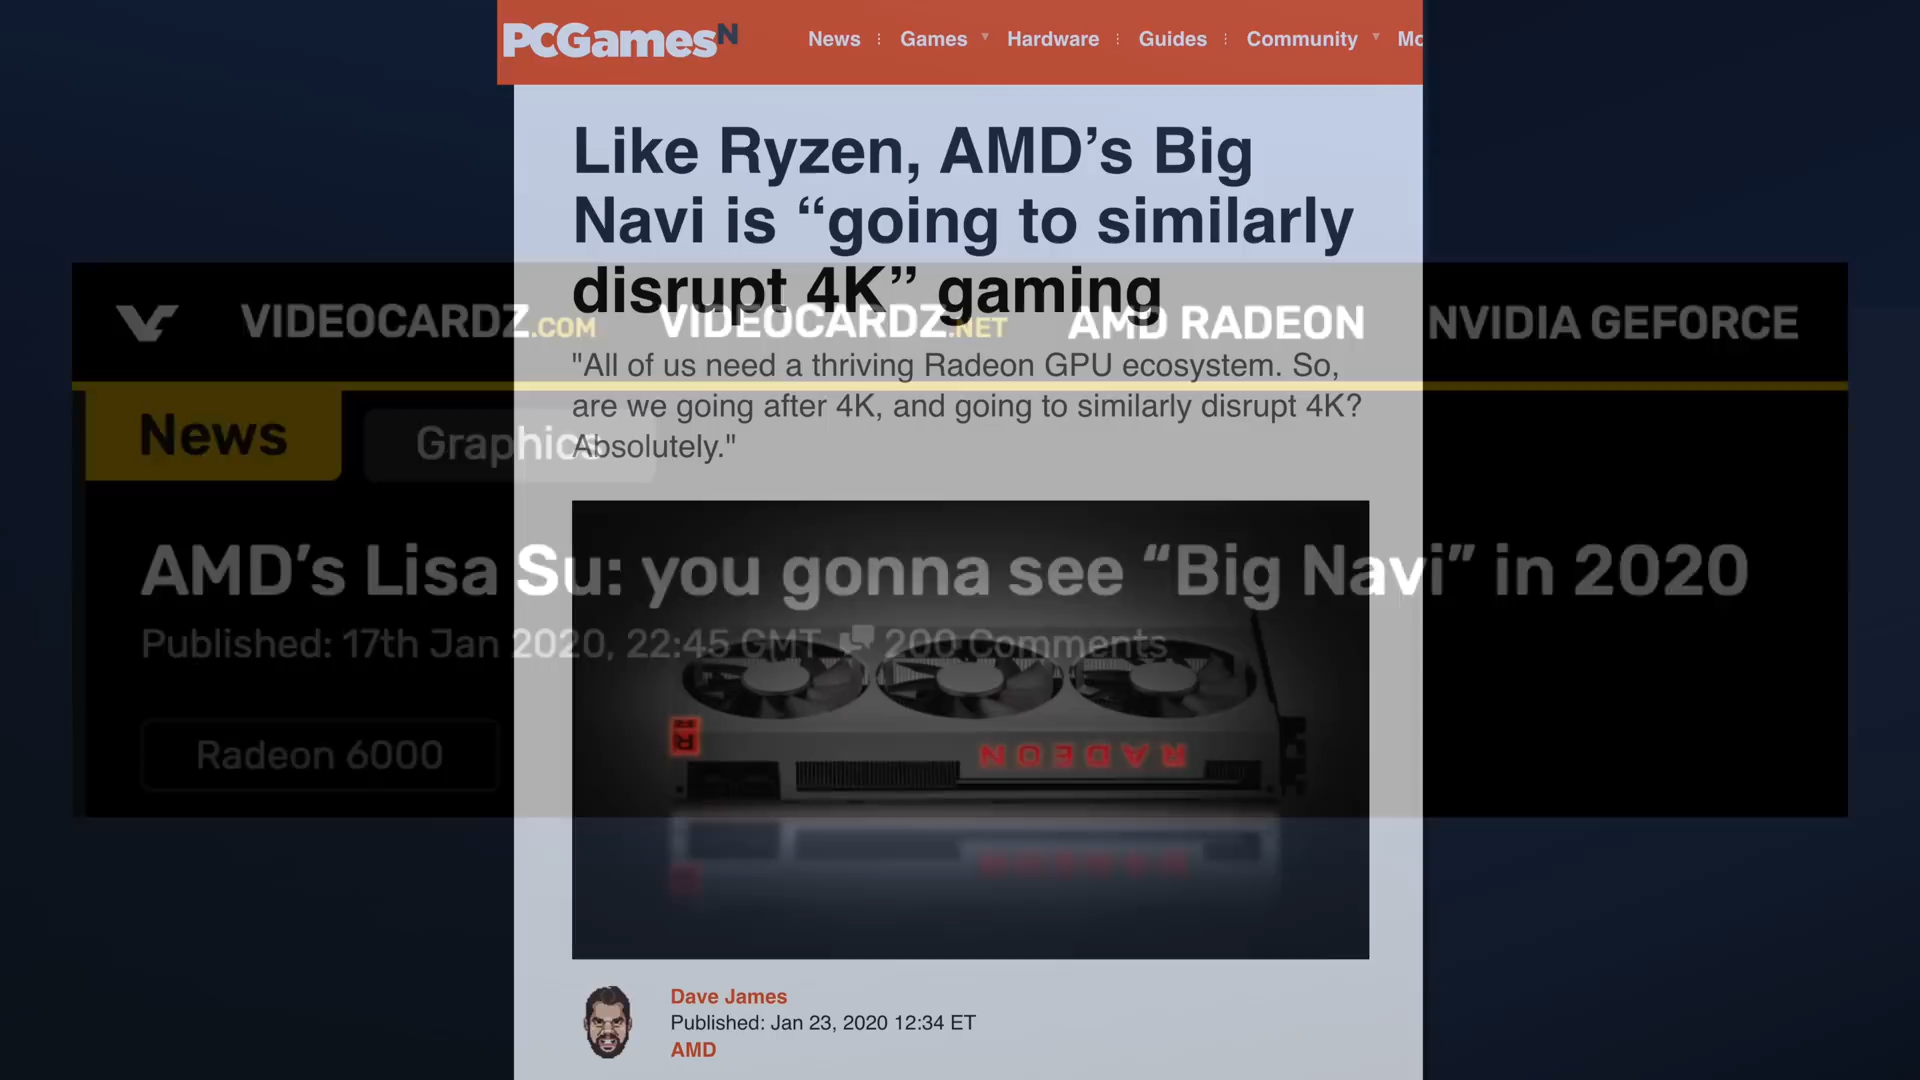 PCGamesN
News
Games
Hardware
Guides
Community
Mo
Like Ryzen, AMD’s Big
Navi is “going to similarly
disrupt 4K” gaming
"All of us need a thriving Radeon GPU ecosystem. So,
are we going after 4K, and going to similarly disrupt 4K?
Absolutely."
R
RADEON
Dave James
Published: Jan 23, 2020 12:34 ET
AMD
VIDEOCARDZ.COM
VIDEOCARDZ.NET
AMD RADEON
NVIDIA GEFORCE
News
Graphics
AMD’s Lisa Su: you gonna see “Big Navi” in 2020
Published: 17th Jan 2020, 22:45 GMT 200 Comments
Radeon 6000